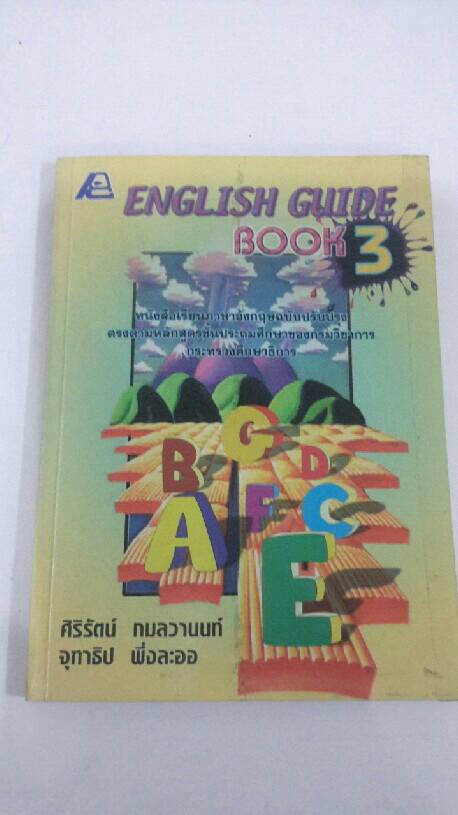 ENGLISH GUIDE
BOOK 3
หนังสือเรียนภาษาอังกฤษฉบับปรับปรุง
ตรงตามหลักสูตรชั้นประถมศึกษาของกรมวิชาการ
กระทรวงศึกษาธิการ
G
B D
A F C
E
ศิริรัตน์ กมลวานนท์
จุฑาธิป พึ่งละออ